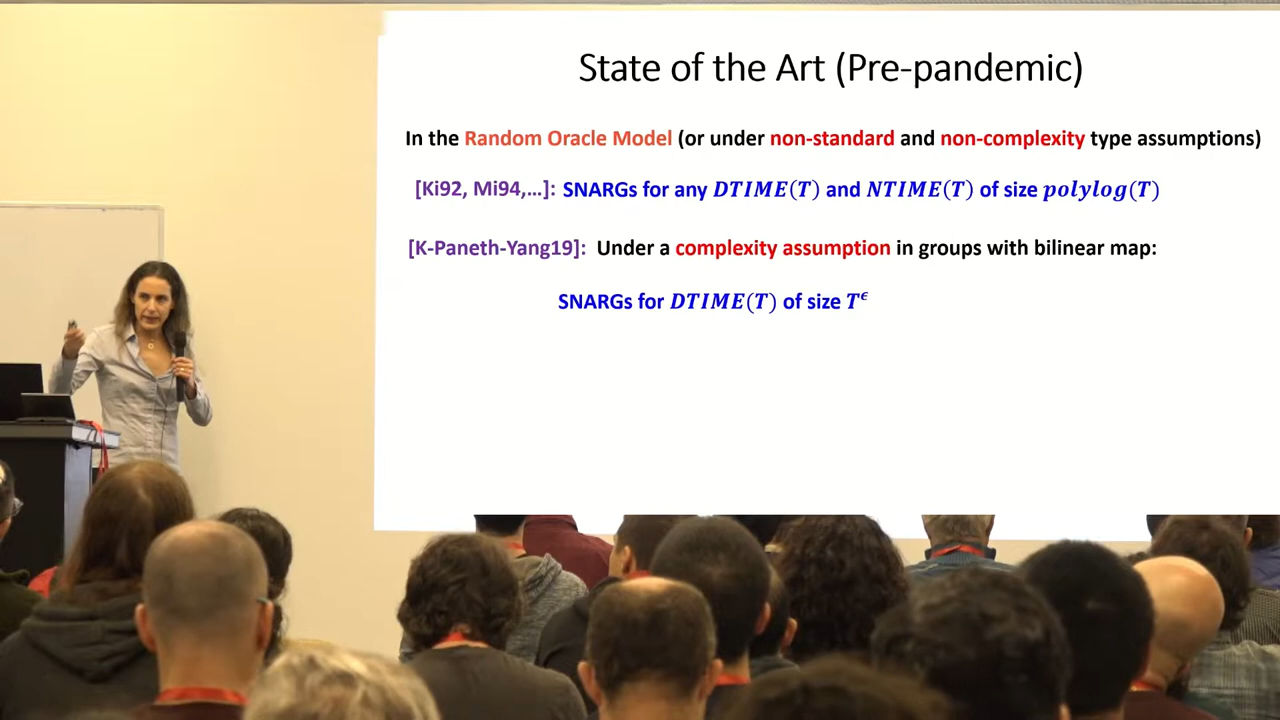 State of the Art (Pre-pandemic)
In the Random Oracle Model (or under non-standard and non-complexity type assumptions)
[Ki92, Mi94,...]: SNARGs for any DTIME(T) and NTIME(T) of size polylog(T)
[K-Paneth-Yang19]: Under a complexity assumption in groups with bilinear map:
SNARGs for DTIME(T) of size T^ϵ